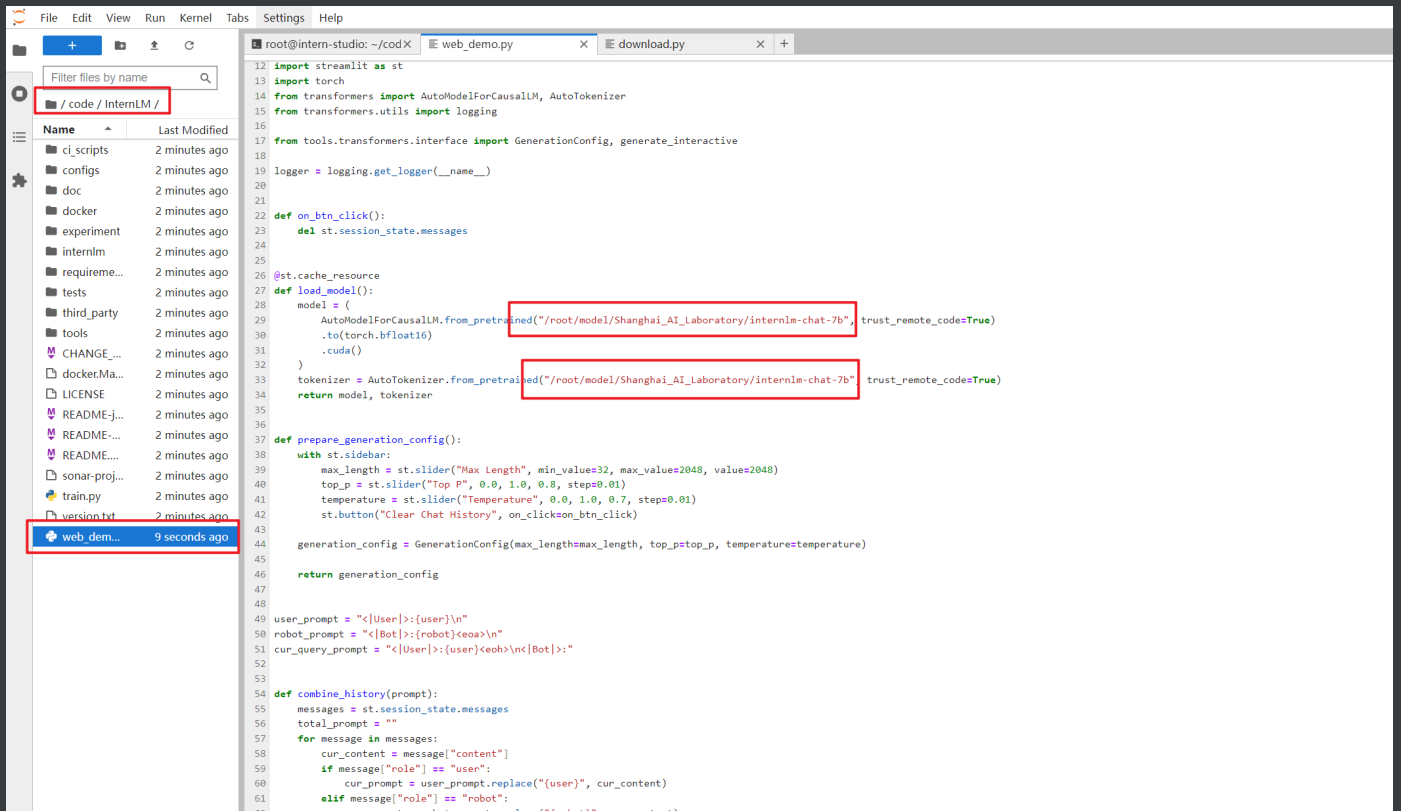 File Edit View Run Kernel Tabs Settings Help
+
Filter files by name
/ code / InternLM /
Name Last Modified
ci_scripts 2 minutes ago
configs 2 minutes ago
doc 2 minutes ago
docker 2 minutes ago
experiment 2 minutes ago
internlm 2 minutes ago
requireme... 2 minutes ago
tests 2 minutes ago
third_party 2 minutes ago
tools 2 minutes ago
CHANGE_... 2 minutes ago
docker.Ma... 2 minutes ago
LICENSE 2 minutes ago
README-j... 2 minutes ago
README-... 2 minutes ago
README.... 2 minutes ago
sonar-proj... 2 minutes ago
train.py 2 minutes ago
version.txt 2 minutes ago
web_dem... 9 seconds ago
root@intern-studio: ~/cod × web_demo.py × download.py × +
12 import streamlit as st
13 import torch
14 from transformers import AutoModelForCausalLM, AutoTokenizer
15 from transformers.utils import logging
16
17 from tools.transformers.interface import GenerationConfig, generate_interactive
18
19 logger = logging.get_logger(__name__)
20
21
22 def on_btn_click():
23     del st.session_state.messages
24
25
26 @st.cache_resource
27 def load_model():
28     model = (
29         AutoModelForCausalLM.from_pretrained("/root/model/Shanghai_AI_Laboratory/internlm-chat-7b", trust_remote_code=True)
30         .to(torch.bfloat16)
31         .cuda()
32     )
33     tokenizer = AutoTokenizer.from_pretrained("/root/model/Shanghai_AI_Laboratory/internlm-chat-7b", trust_remote_code=True)
34     return model, tokenizer
35
36
37 def prepare_generation_config():
38     with st.sidebar:
39         max_length = st.slider("Max Length", min_value=32, max_value=2048, value=2048)
40         top_p = st.slider("Top P", 0.0, 1.0, 0.8, step=0.01)
41         temperature = st.slider("Temperature", 0.0, 1.0, 0.7, step=0.01)
42         st.button("Clear Chat History", on_click=on_btn_click)
43
44     generation_config = GenerationConfig(max_length=max_length, top_p=top_p, temperature=temperature)
45
46     return generation_config
47
48
49 user_prompt = "<|User|>:{user}\n"
50 robot_prompt = "<|Bot|>:{robot}<eoa>\n"
51 cur_query_prompt = "<|User|>:{user}<eoh>\n<|Bot|>:"
52
53
54 def combine_history(prompt):
55     messages = st.session_state.messages
56     total_prompt = ""
57     for message in messages:
58         cur_content = message["content"]
59         if message["role"] == "user":
60             cur_prompt = user_prompt.replace("{user}", cur_content)
61         elif message["role"] == "robot":